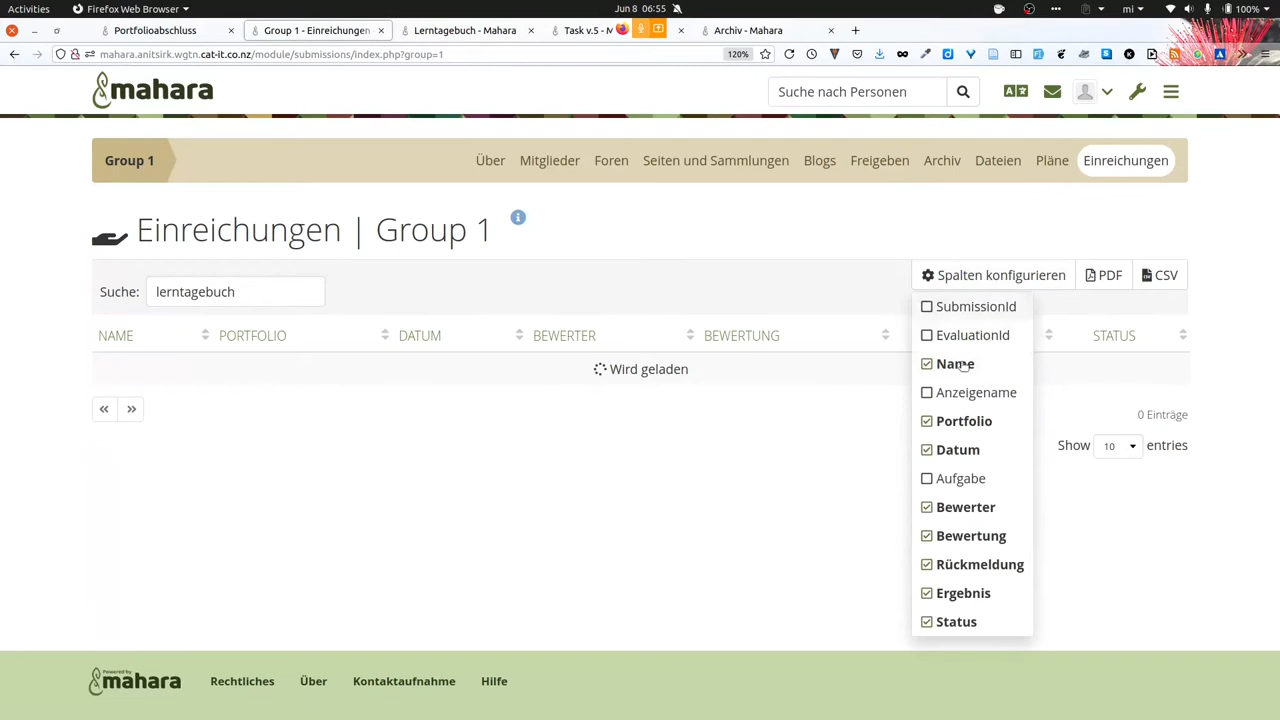 Activities
Firefox Web Browser
Jun 8 06:55
mi
100%
Portfolioabschluss
Group 1 - Einreichungen
Lerntagebuch - Mahara
Task v.5 - M
Archiv - Mahara
mahara.anitsirk.wgtn.cat-it.co.nz/module/submissions/index.php?group=1
120%
mahara
Suche nach Personen
Group 1
Über
Mitglieder
Foren
Seiten und Sammlungen
Blogs
Freigeben
Archiv
Dateien
Pläne
Einreichungen
Einreichungen | Group 1
Suche:
lerntagebuch
Spalten konfigurieren
PDF
CSV
NAME
PORTFOLIO
DATUM
BEWERTER
BEWERTUNG
STATUS
Wird geladen
SubmissionId
EvaluationId
Name
Anzeigename
Portfolio
Datum
Aufgabe
Bewerter
Bewertung
Rückmeldung
Ergebnis
Status
« »
0 Einträge
Show 10 entries
Powered by
mahara
Rechtliches
Über
Kontaktaufnahme
Hilfe